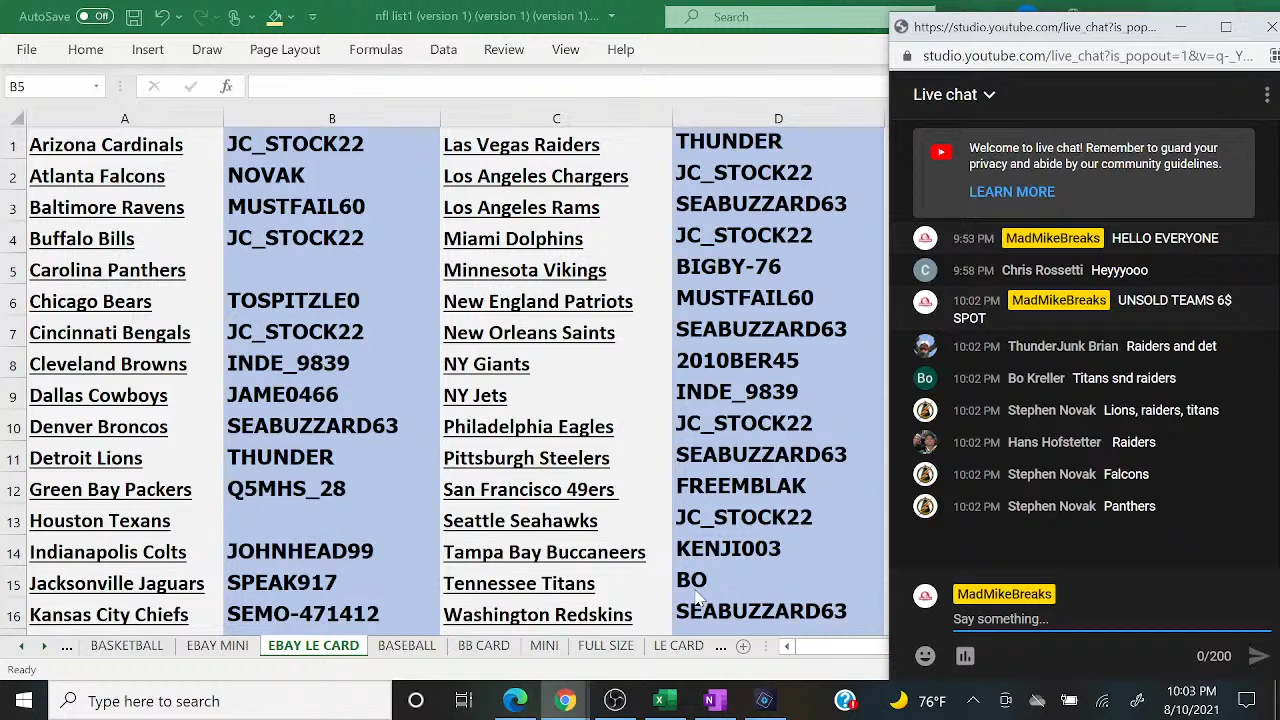 AutoSave Off nfl list1 (version 1) (version 1) (version 1).... Search
File Home Insert Draw Page Layout Formulas Data Review View Help
B5 fx
A B C D
1 Arizona Cardinals JC_STOCK22 Las Vegas Raiders THUNDER
2 Atlanta Falcons NOVAK Los Angeles Chargers JC_STOCK22
3 Baltimore Ravens MUSTFAIL60 Los Angeles Rams SEABUZZARD63
4 Buffalo Bills JC_STOCK22 Miami Dolphins JC_STOCK22
5 Carolina Panthers Minnesota Vikings BIGBY-76
6 Chicago Bears TOSPITZLE0 New England Patriots MUSTFAIL60
7 Cincinnati Bengals JC_STOCK22 New Orleans Saints SEABUZZARD63
8 Cleveland Browns INDE_9839 NY Giants 2010BER45
9 Dallas Cowboys JAME0466 NY Jets INDE_9839
10 Denver Broncos SEABUZZARD63 Philadelphia Eagles JC_STOCK22
11 Detroit Lions THUNDER Pittsburgh Steelers SEABUZZARD63
12 Green Bay Packers Q5MHS_28 San Francisco 49ers FREEMBLAK
13 Houston Texans Seattle Seahawks JC_STOCK22
14 Indianapolis Colts JOHNHEAD99 Tampa Bay Buccaneers KENJI003
15 Jacksonville Jaguars SPEAK917 Tennessee Titans BO
16 Kansas City Chiefs SEMO-471412 Washington Redskins SEABUZZARD63
... BASKETBALL EBAY MINI EBAY LE CARD BASEBALL BB CARD MINI FULL SIZE LE CARD ...
Ready
https://studio.youtube.com/live_chat?is_pop...
studio.youtube.com/live_chat?is_popout=1&v=q-_Y...
Live chat
Welcome to live chat! Remember to guard your
privacy and abide by our community guidelines.
LEARN MORE
9:53 PM MadMikeBreaks HELLO EVERYONE
C 9:58 PM Chris Rossetti Heyyyooo
10:02 PM MadMikeBreaks UNSOLD TEAMS 6$
SPOT
10:02 PM ThunderJunk Brian Raiders and det
Bo 10:02 PM Bo Kreller Titans snd raiders
10:02 PM Stephen Novak Lions, raiders, titans
10:02 PM Hans Hofstetter Raiders
10:02 PM Stephen Novak Falcons
10:02 PM Stephen Novak Panthers
MadMikeBreaks
Say something...
0/200
Type here to search
76°F
10:03 PM
8/10/2021